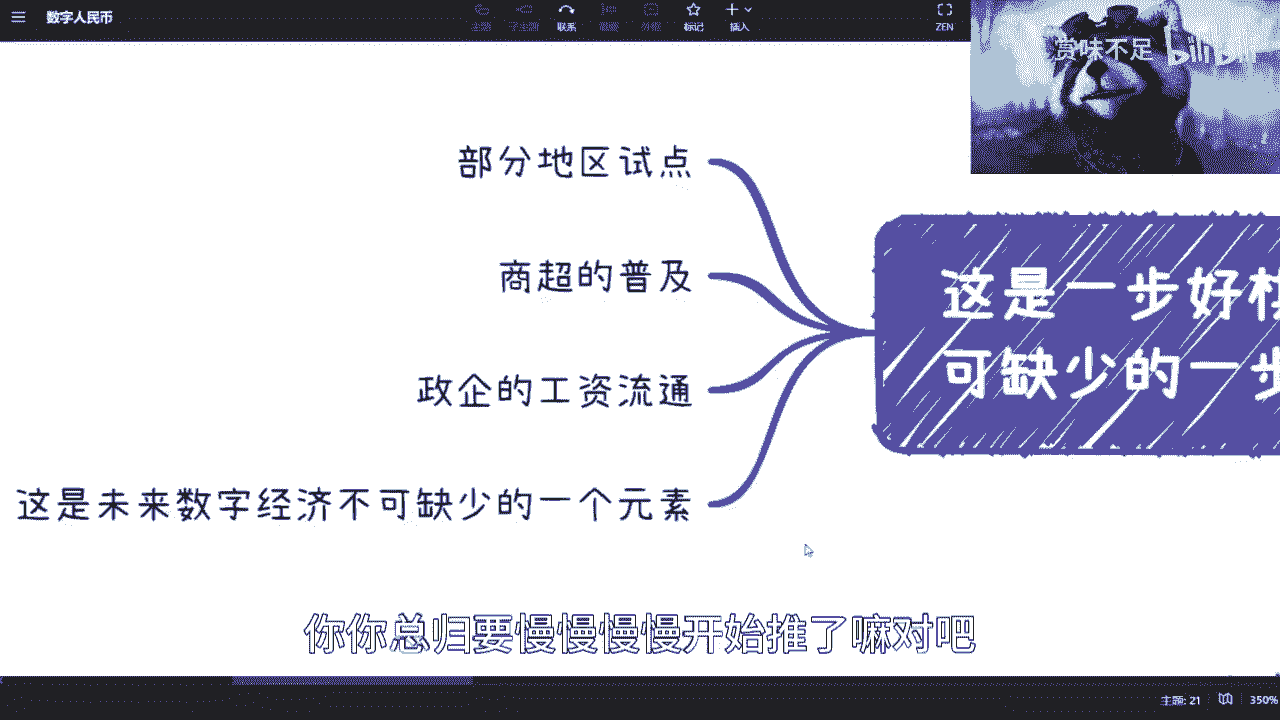 数字人民币
主题
子主题
联系
概要
外框
标记
插入
ZEN
赏味不足 bilibili
部分地区试点
商超的普及
政企的工资流通
这是未来数字经济不可缺少的一个元素
这是一步好棋
可缺少的一步
你你总归要慢慢慢慢开始推了嘛对吧
主题: 21
350%